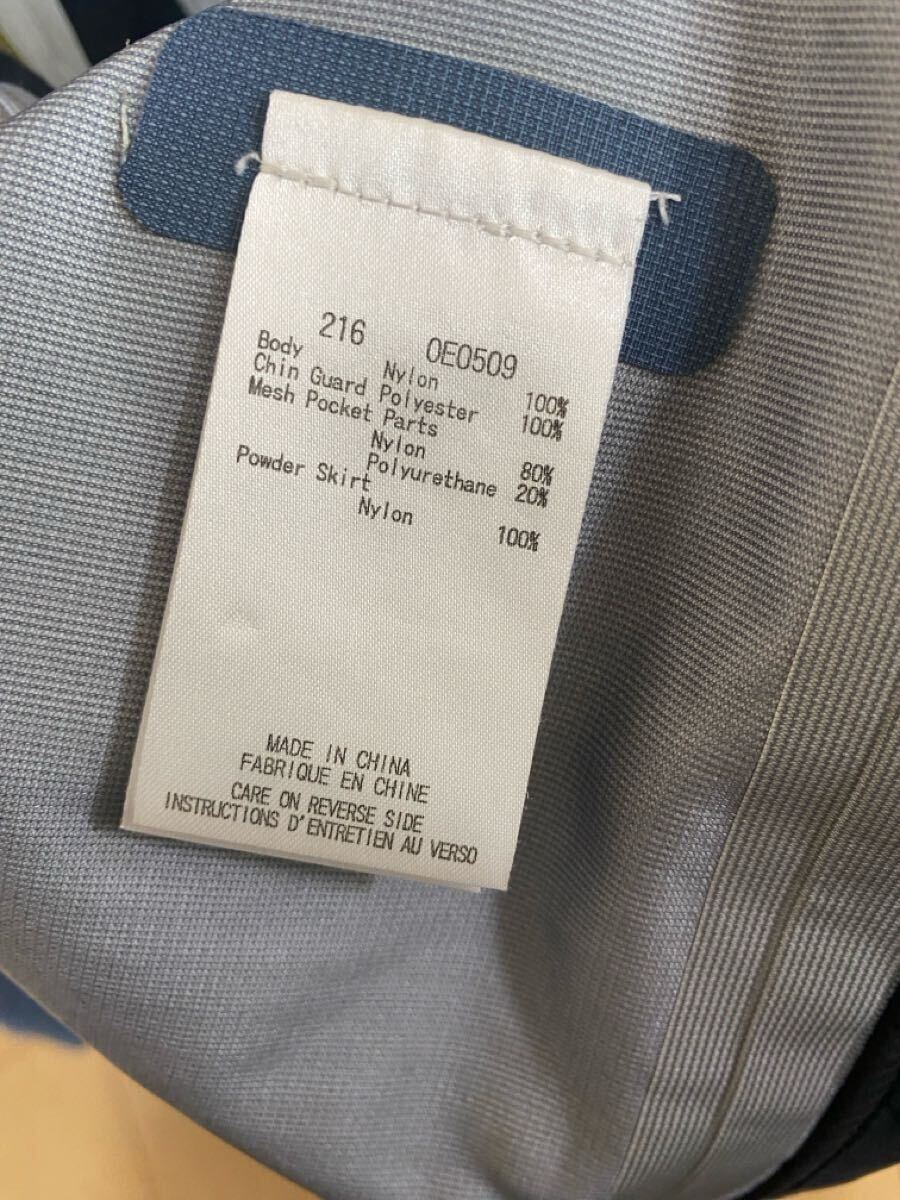 216 0E0509
Body Nylon 100%
Chin Guard Polyester 100%
Mesh Pocket Parts
Nylon 80%
Polyurethane 20%
Powder Skirt
Nylon 100%
MADE IN CHINA
FABRIQUE EN CHINE
CARE ON REVERSE SIDE
INSTRUCTIONS D'ENTRETIEN AU VERSO